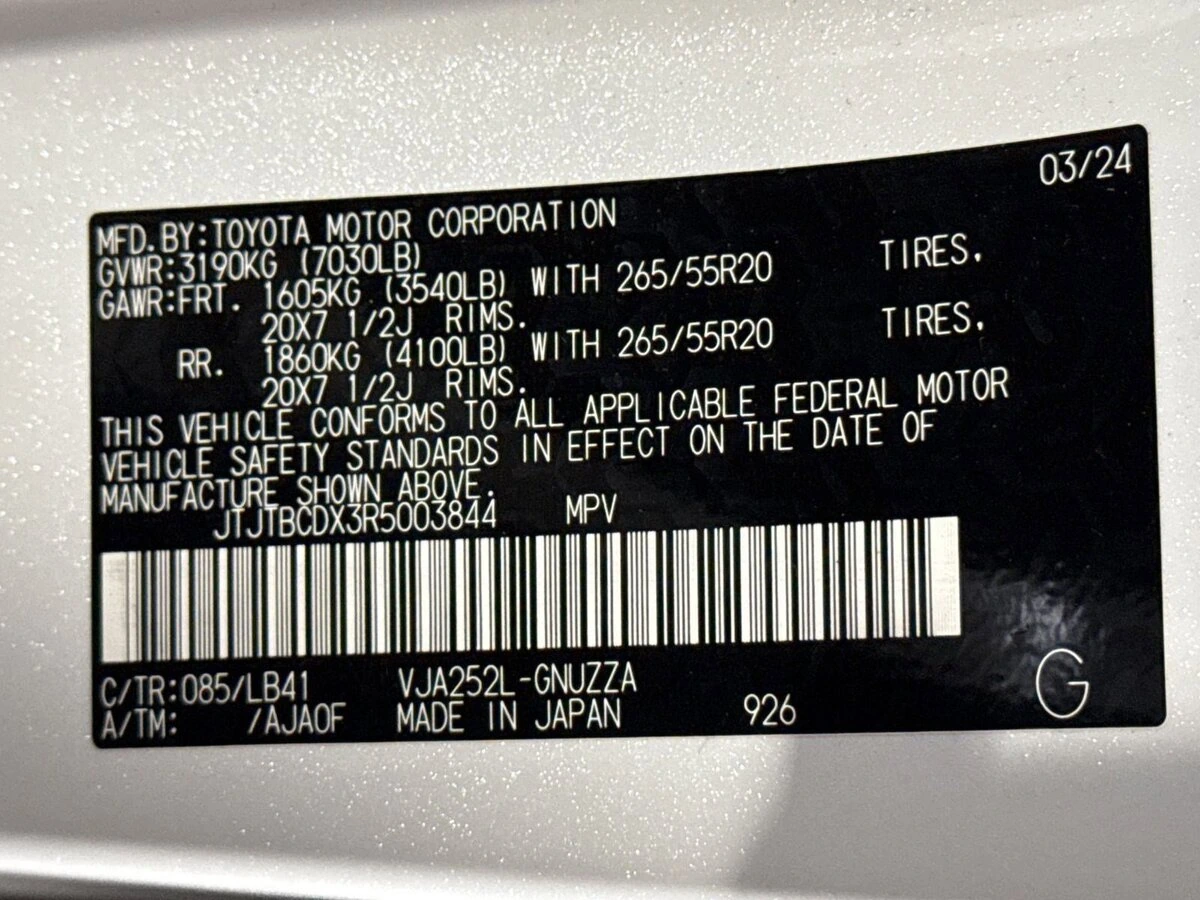 03/24
MFD.BY:TOYOTA MOTOR CORPORATION
GVWR:3190KG (7030LB)
GAWR:FRT. 1605KG (3540LB) WITH 265/55R20 TIRES.
20X7 1/2J RIMS.
RR. 1860KG (4100LB) WITH 265/55R20 TIRES.
20X7 1/2J RIMS.
THIS VEHICLE CONFORMS TO ALL APPLICABLE FEDERAL MOTOR
VEHICLE SAFETY STANDARDS IN EFFECT ON THE DATE OF
MANUFACTURE SHOWN ABOVE.
JTJTBCDX3R5003844 MPV
C/TR:085/LB41 VJA252L-GNUZZA
A/TM: /AJA0F MADE IN JAPAN 926
G